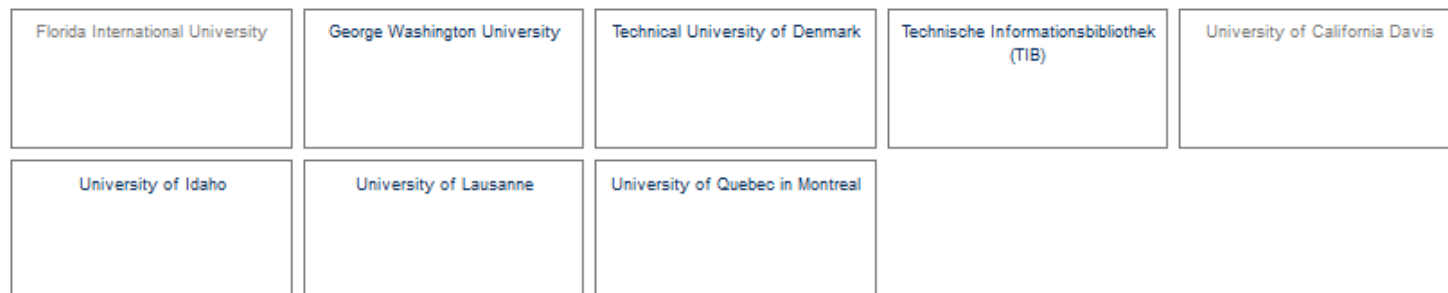 Florida International University
George Washington University
Technical University of Denmark
Technische Informationsbibliothek
(TIB)
University of California Davis
University of Idaho
University of Lausanne
University of Quebec in Montreal